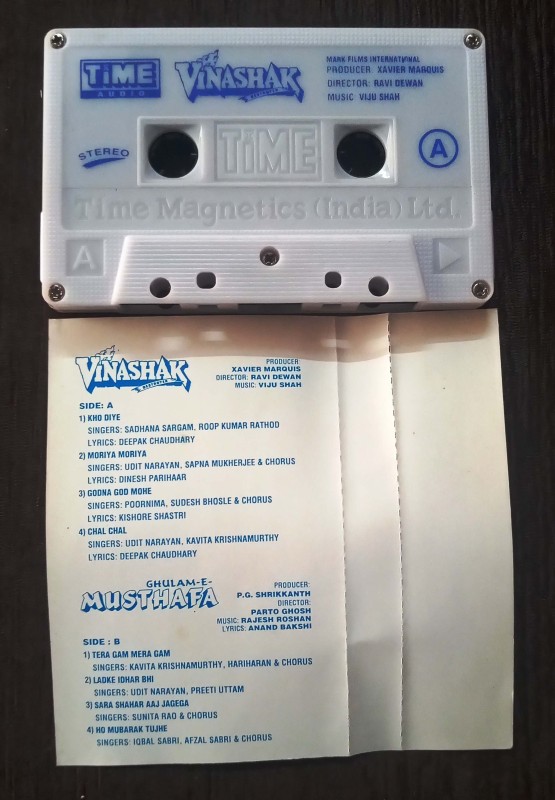 TIME
AUDIO
VINASHAK
DESTROYER
MARK FILMS INTERNATIONAL
PRODUCER: XAVIER MARQUIS
DIRECTOR: RAVI DEWAN
MUSIC: VIJU SHAH
STEREO
TIME
A
Time Magnetics (India) Ltd.
A
VINASHAK
DESTROYER
PRODUCER:
XAVIER MARQUIS
DIRECTOR: RAVI DEWAN
MUSIC: VIJU SHAH
SIDE: A
1) KHO DIYE
SINGERS: SADHANA SARGAM, ROOP KUMAR RATHOD
LYRICS: DEEPAK CHAUDHARY
2) MORIYA MORIYA
SINGERS: UDIT NARAYAN, SAPNA MUKHERJEE & CHORUS
LYRICS: DINESH PARIHAAR
3) GODNA GOD MOHE
SINGERS: POORNIMA, SUDESH BHOSLE & CHORUS
LYRICS: KISHORE SHASTRI
4) CHAL CHAL
SINGERS: UDIT NARAYAN, KAVITA KRISHNAMURTHY
LYRICS: DEEPAK CHAUDHARY
GHULAM-E-
MUSTHAFA
PRODUCER:
P.G. SHRIKKANTH
DIRECTOR:
PARTO GHOSH
MUSIC: RAJESH ROSHAN
LYRICS: ANAND BAKSHI
SIDE : B
1) TERA GAM MERA GAM
SINGERS: KAVITA KRISHNAMURTHY, HARIHARAN & CHORUS
2) LADKE IDHAR BHI
SINGERS: UDIT NARAYAN, PREETI UTTAM
3) SARA SHAHAR AAJ JAGEGA
SINGERS: SUNITA RAO & CHORUS
4) HO MUBARAK TUJHE
SINGERS: IQBAL SABRI, AFZAL SABRI & CHORUS